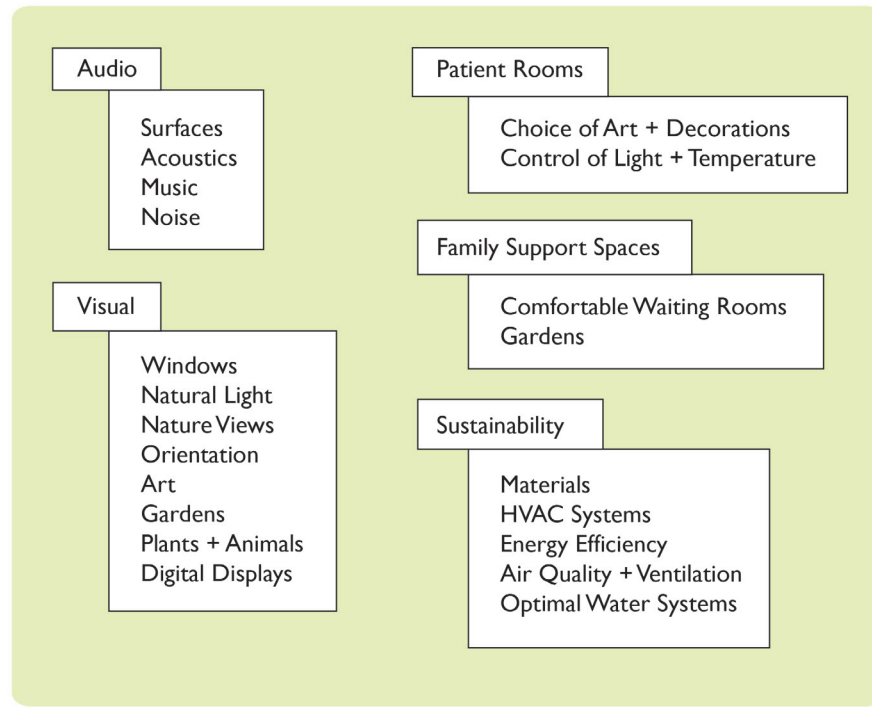 Audio
Surfaces
Acoustics
Music
Noise
Visual
Windows
Natural Light
Nature Views
Orientation
Art
Gardens
Plants + Animals
Digital Displays
Patient Rooms
Choice of Art + Decorations
Control of Light + Temperature
Family Support Spaces
Comfortable Waiting Rooms
Gardens
Sustainability
Materials
HVAC Systems
Energy Efficiency
Air Quality + Ventilation
Optimal Water Systems